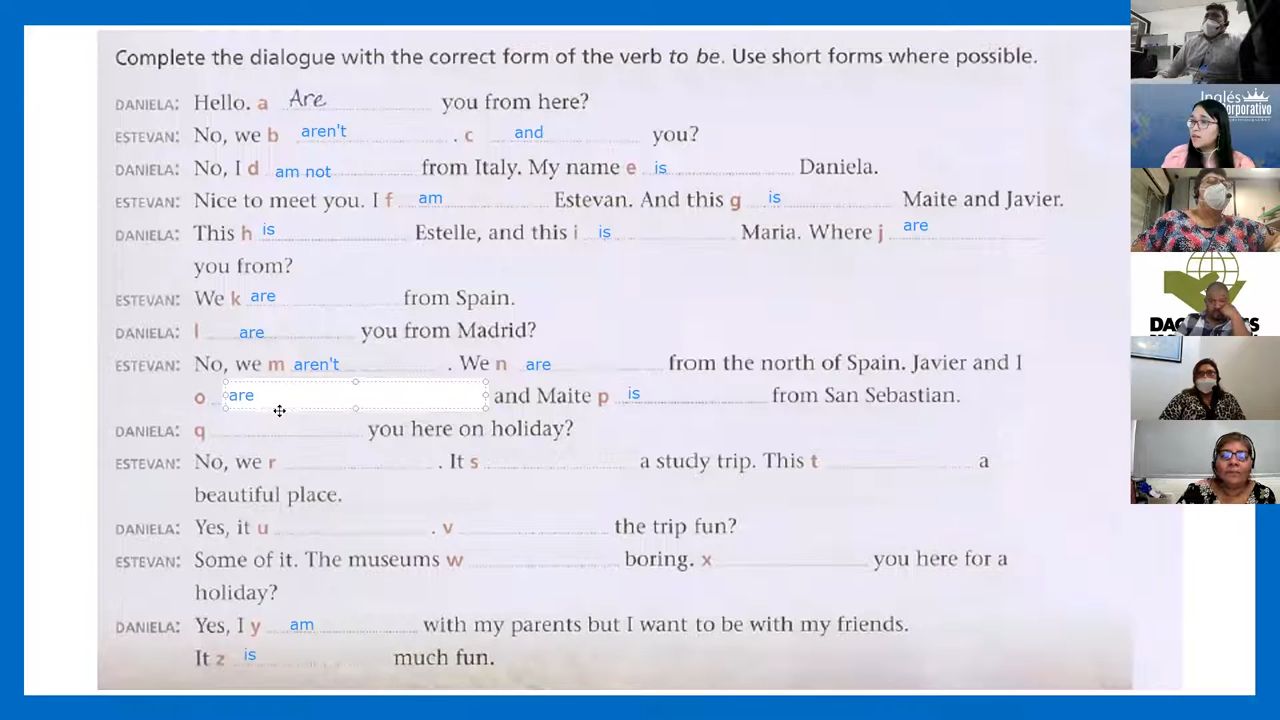 Complete the dialogue with the correct form of the verb to be. Use short forms where possible.
DANIELA: Hello. a Are you from here?
ESTEVAN: No, we b aren't . c and you?
DANIELA: No, I d am not from Italy. My name e is Daniela.
ESTEVAN: Nice to meet you. I f am Estevan. And this g is Maite and Javier.
DANIELA: This h is Estelle, and this i is Maria. Where j are
you from?
ESTEVAN: We k are from Spain.
DANIELA: l are you from Madrid?
ESTEVAN: No, we m aren't . We n are from the north of Spain. Javier and I
o are and Maite p is from San Sebastian.
DANIELA: q you here on holiday?
ESTEVAN: No, we r . It s a study trip. This t a
beautiful place.
DANIELA: Yes, it u . v the trip fun?
ESTEVAN: Some of it. The museums w boring. x you here for a
holiday?
DANIELA: Yes, I y am with my parents but I want to be with my friends.
It z is much fun.
Inglés